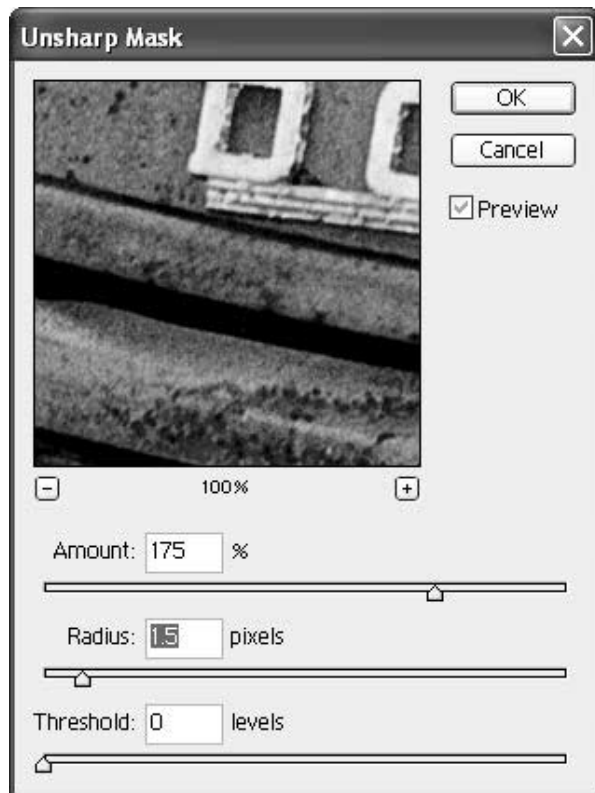 Unsharp Mask
OK
Cancel
Preview
100%
Amount: 175 %
Radius: 1.5 pixels
Threshold: 0 levels